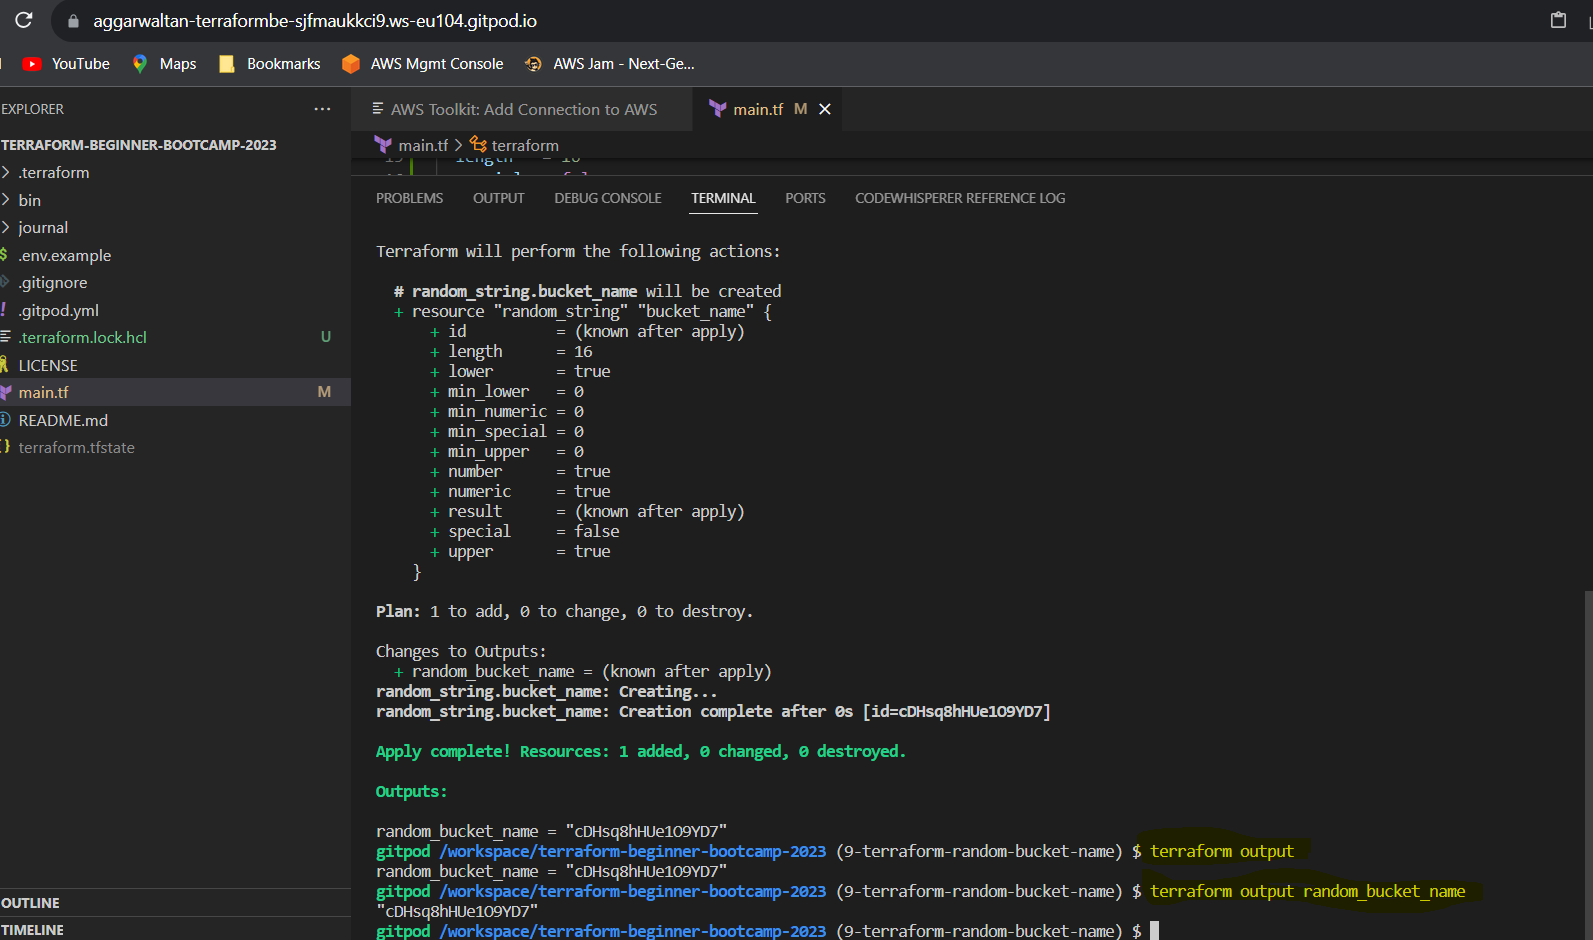 aggarwaltan-terraformbe-sjfmaukkci9.ws-eu104.gitpod.io
YouTube Maps Bookmarks AWS Mgmt Console AWS Jam - Next-Ge...
EXPLORER ...
AWS Toolkit: Add Connection to AWS
main.tf M
TERRAFORM-BEGINNER-BOOTCAMP-2023
main.tf > terraform
.terraform
bin
journal
.env.example
.gitignore
.gitpod.yml
.terraform.lock.hcl U
LICENSE
main.tf M
README.md
terraform.tfstate
OUTLINE
TIMELINE
PROBLEMS OUTPUT DEBUG CONSOLE TERMINAL PORTS CODEWHISPERER REFERENCE LOG
Terraform will perform the following actions:
# random_string.bucket_name will be created
+ resource "random_string" "bucket_name" {
+ id = (known after apply)
+ length = 16
+ lower = true
+ min_lower = 0
+ min_numeric = 0
+ min_special = 0
+ min_upper = 0
+ number = true
+ numeric = true
+ result = (known after apply)
+ special = false
+ upper = true
}
Plan: 1 to add, 0 to change, 0 to destroy.
Changes to Outputs:
+ random_bucket_name = (known after apply)
random_string.bucket_name: Creating...
random_string.bucket_name: Creation complete after 0s [id=cDHsq8hHUe1O9YD7]
Apply complete! Resources: 1 added, 0 changed, 0 destroyed.
Outputs:
random_bucket_name = "cDHsq8hHUe1O9YD7"
gitpod /workspace/terraform-beginner-bootcamp-2023 (9-terraform-random-bucket-name) $ terraform output
random_bucket_name = "cDHsq8hHUe1O9YD7"
gitpod /workspace/terraform-beginner-bootcamp-2023 (9-terraform-random-bucket-name) $ terraform output random_bucket_name
"cDHsq8hHUe1O9YD7"
gitpod /workspace/terraform-beginner-bootcamp-2023 (9-terraform-random-bucket-name) $